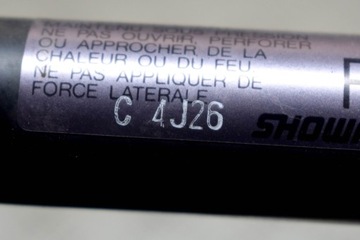 NE PAS OUVRIR, PERFORER
OU APPROCHER DE LA
CHALEUR OU DU FEU
NE PAS APPLIQUER DE
FORCE LATERALE
C 4J26
SHOW